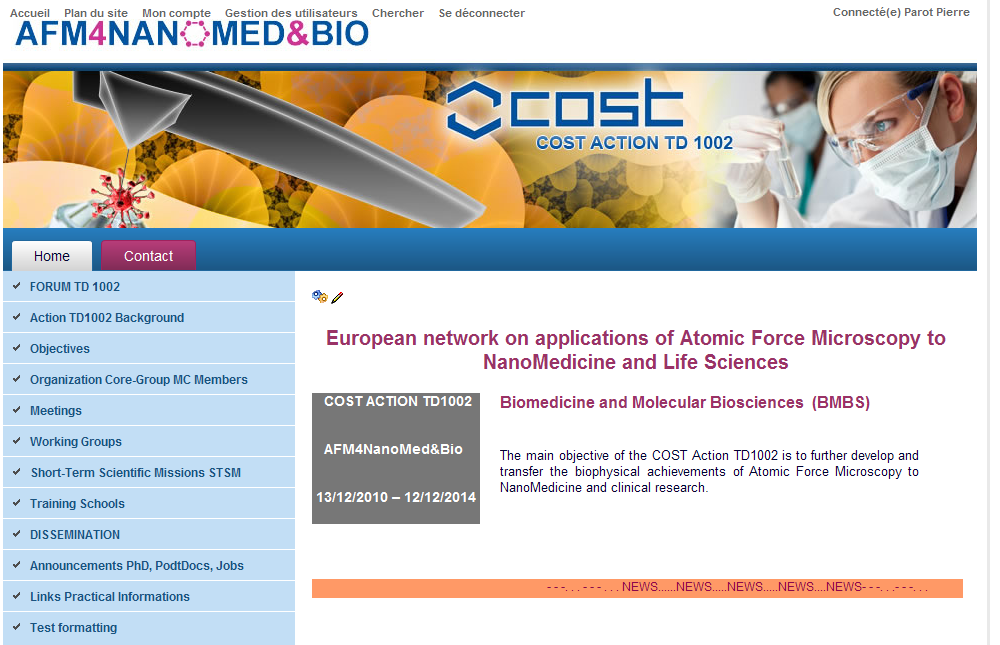 Accueil Plan du site Mon compte Gestion des utilisateurs Chercher Se déconnecter Connecté(e) Parot Pierre
AFM4NANOMED&BIO
cost
COST ACTION TD 1002
Home Contact
FORUM TD 1002
Action TD1002 Background
Objectives
Organization Core-Group MC Members
Meetings
Working Groups
Short-Term Scientific Missions STSM
Training Schools
DISSEMINATION
Announcements PhD, PodtDocs, Jobs
Links Practical Informations
Test formatting
European network on applications of Atomic Force Microscopy to
NanoMedicine and Life Sciences
COST ACTION TD1002
AFM4NanoMed&Bio
13/12/2010 – 12/12/2014
Biomedicine and Molecular Biosciences (BMBS)
The main objective of the COST Action TD1002 is to further develop and
transfer the biophysical achievements of Atomic Force Microscopy to
NanoMedicine and clinical research.
- - -. . . - - - . . . NEWS......NEWS.....NEWS.....NEWS....NEWS- - -. . .- - -. . .